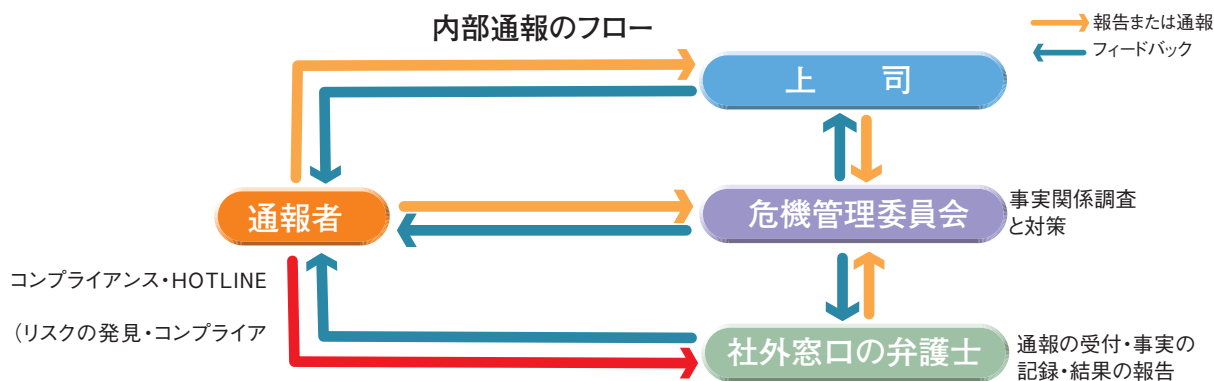 内部通報のフロー
報告または通報
フィードバック
上　司
通報者
危機管理委員会
事実関係調査
と対策
コンプライアンス・HOTLINE
（リスクの発見・コンプライア
社外窓口の弁護士
通報の受付・事実の
記録・結果の報告